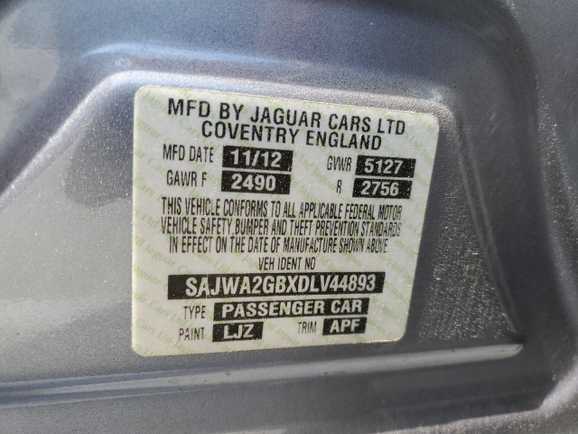 MFD BY JAGUAR CARS LTD
COVENTRY ENGLAND
MFD DATE 11/12 GVWR 5127
GAWR F 2490 R 2756
THIS VEHICLE CONFORMS TO ALL APPLICABLE FEDERAL MOTOR
VEHICLE SAFETY, BUMPER AND THEFT PREVENTION STANDARDS
IN EFFECT ON THE DATE OF MANUFACTURE SHOWN ABOVE.
VEH IDENT NO
SAJWA2GBXDLV44893
TYPE PASSENGER CAR
PAINT LJZ TRIM APF